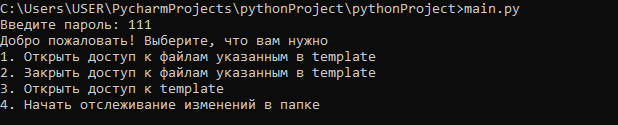 C:\Users\USER\PycharmProjects\pythonProject\pythonProject>main.py
Введите пароль: 111
Добро пожаловать! Выберите, что вам нужно
1. Открыть доступ к файлам указанным в template
2. Закрыть доступ к файлам указанным в template
3. Открыть доступ к template
4. Начать отслеживание изменений в папке